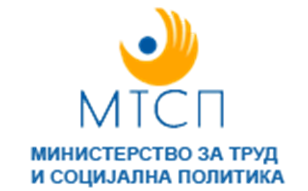 МТСП
МИНИСТЕРСТВО ЗА ТРУД
И СОЦИЈАЛНА ПОЛИТИКА